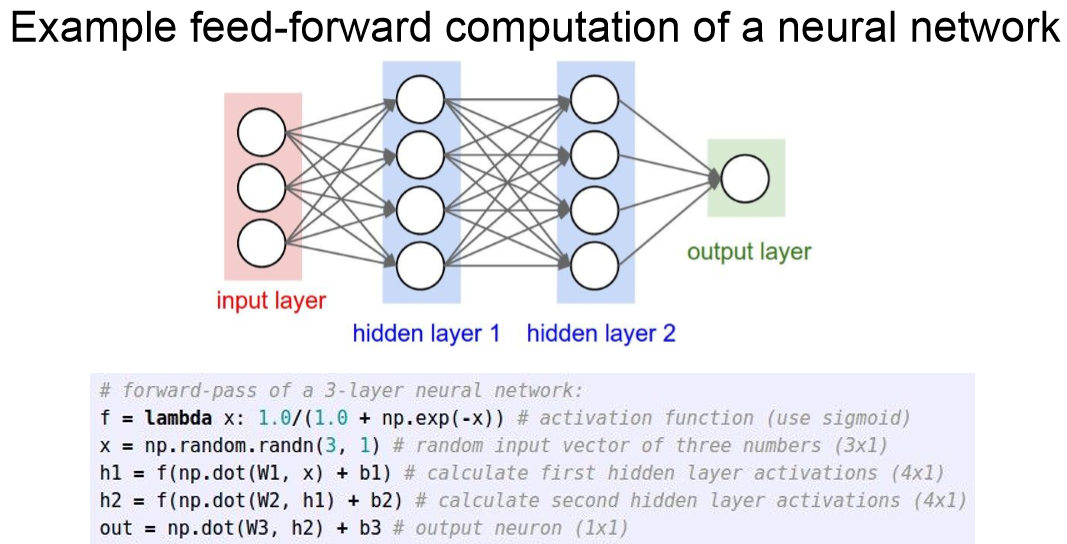 Example feed-forward computation of a neural network
input layer
hidden layer 1
hidden layer 2
output layer
# forward-pass of a 3-layer neural network:
f = lambda x: 1.0/(1.0 + np.exp(-x)) # activation function (use sigmoid)
x = np.random.randn(3, 1) # random input vector of three numbers (3x1)
h1 = f(np.dot(W1, x) + b1) # calculate first hidden layer activations (4x1)
h2 = f(np.dot(W2, h1) + b2) # calculate second hidden layer activations (4x1)
out = np.dot(W3, h2) + b3 # output neuron (1x1)